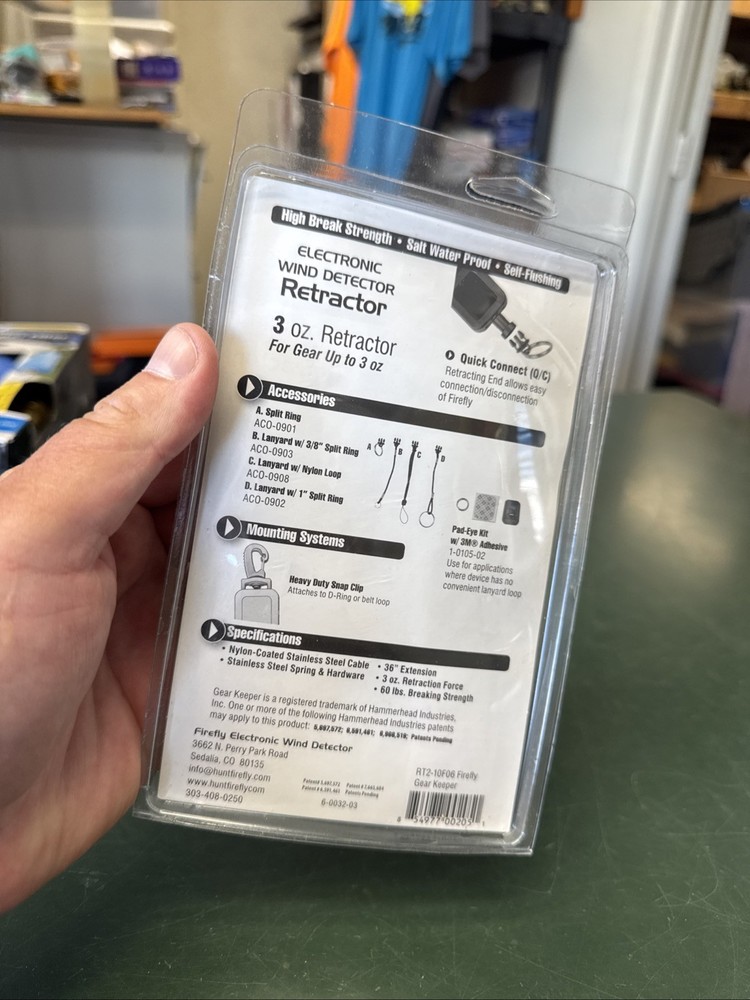 High Break Strength • Salt Water Proof • Self-Flushing
ELECTRONIC
WIND DETECTOR
Retractor
3 oz. Retractor
For Gear Up to 3 oz
Quick Connect (Q/C)
Retracting End allows easy
connection/disconnection
of Firefly
Accessories
A. Split Ring
ACO-0901
B. Lanyard w/ 3/8" Split Ring
ACO-0903
C. Lanyard w/ Nylon Loop
ACO-0908
D. Lanyard w/ 1" Split Ring
ACO-0902
A
B
C
D
Pad-Eye Kit
w/ 3M® Adhesive
1-0105-02
Use for applications
where device has no
convenient lanyard loop
Mounting Systems
Heavy Duty Snap Clip
Attaches to D-Ring or belt loop
Specifications
• Nylon-Coated Stainless Steel Cable
• Stainless Steel Spring & Hardware
• 36" Extension
• 3 oz. Retraction Force
• 60 lbs. Breaking Strength
Gear Keeper is a registered trademark of Hammerhead Industries,
Inc. One or more of the following Hammerhead Industries patents
may apply to this product: Patents Pending
Firefly Electronic Wind Detector
3662 N. Perry Park Road
Sedalia, CO 80135
info@huntfirefly.com
www.huntfirefly.com
303-408-0250
6-0032-03
RT2-10F06 Firefly
Gear Keeper